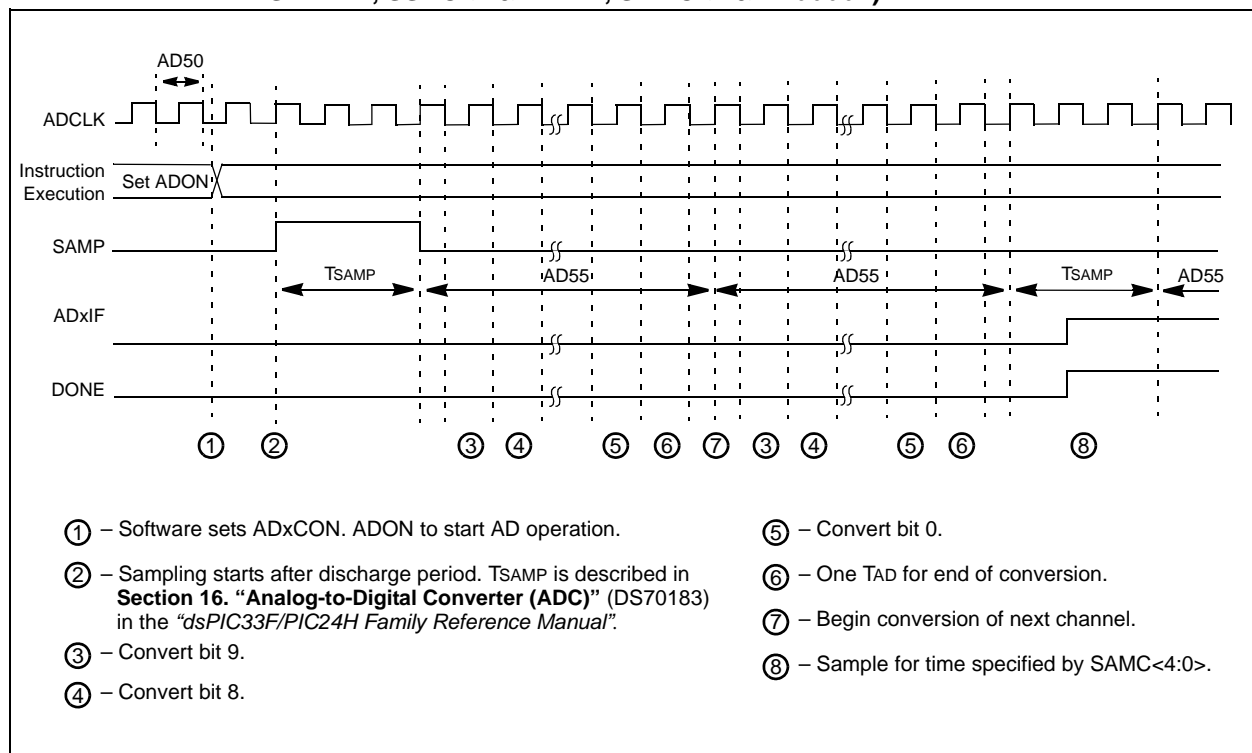 AD50
ADCLK
Instruction
Execution
Set ADON
SAMP
TSAMP
AD55
AD55
TSAMP
AD55
ADxIF
DONE
1 2 3 4 5 6 7 3 4 5 6 8
1 – Software sets ADxCON. ADON to start AD operation.
2 – Sampling starts after discharge period. TSAMP is described in
Section 16. “Analog-to-Digital Converter (ADC)” (DS70183)
in the “dsPIC33F/PIC24H Family Reference Manual”.
3 – Convert bit 9.
4 – Convert bit 8.
5 – Convert bit 0.
6 – One TAD for end of conversion.
7 – Begin conversion of next channel.
8 – Sample for time specified by SAMC<4:0>.